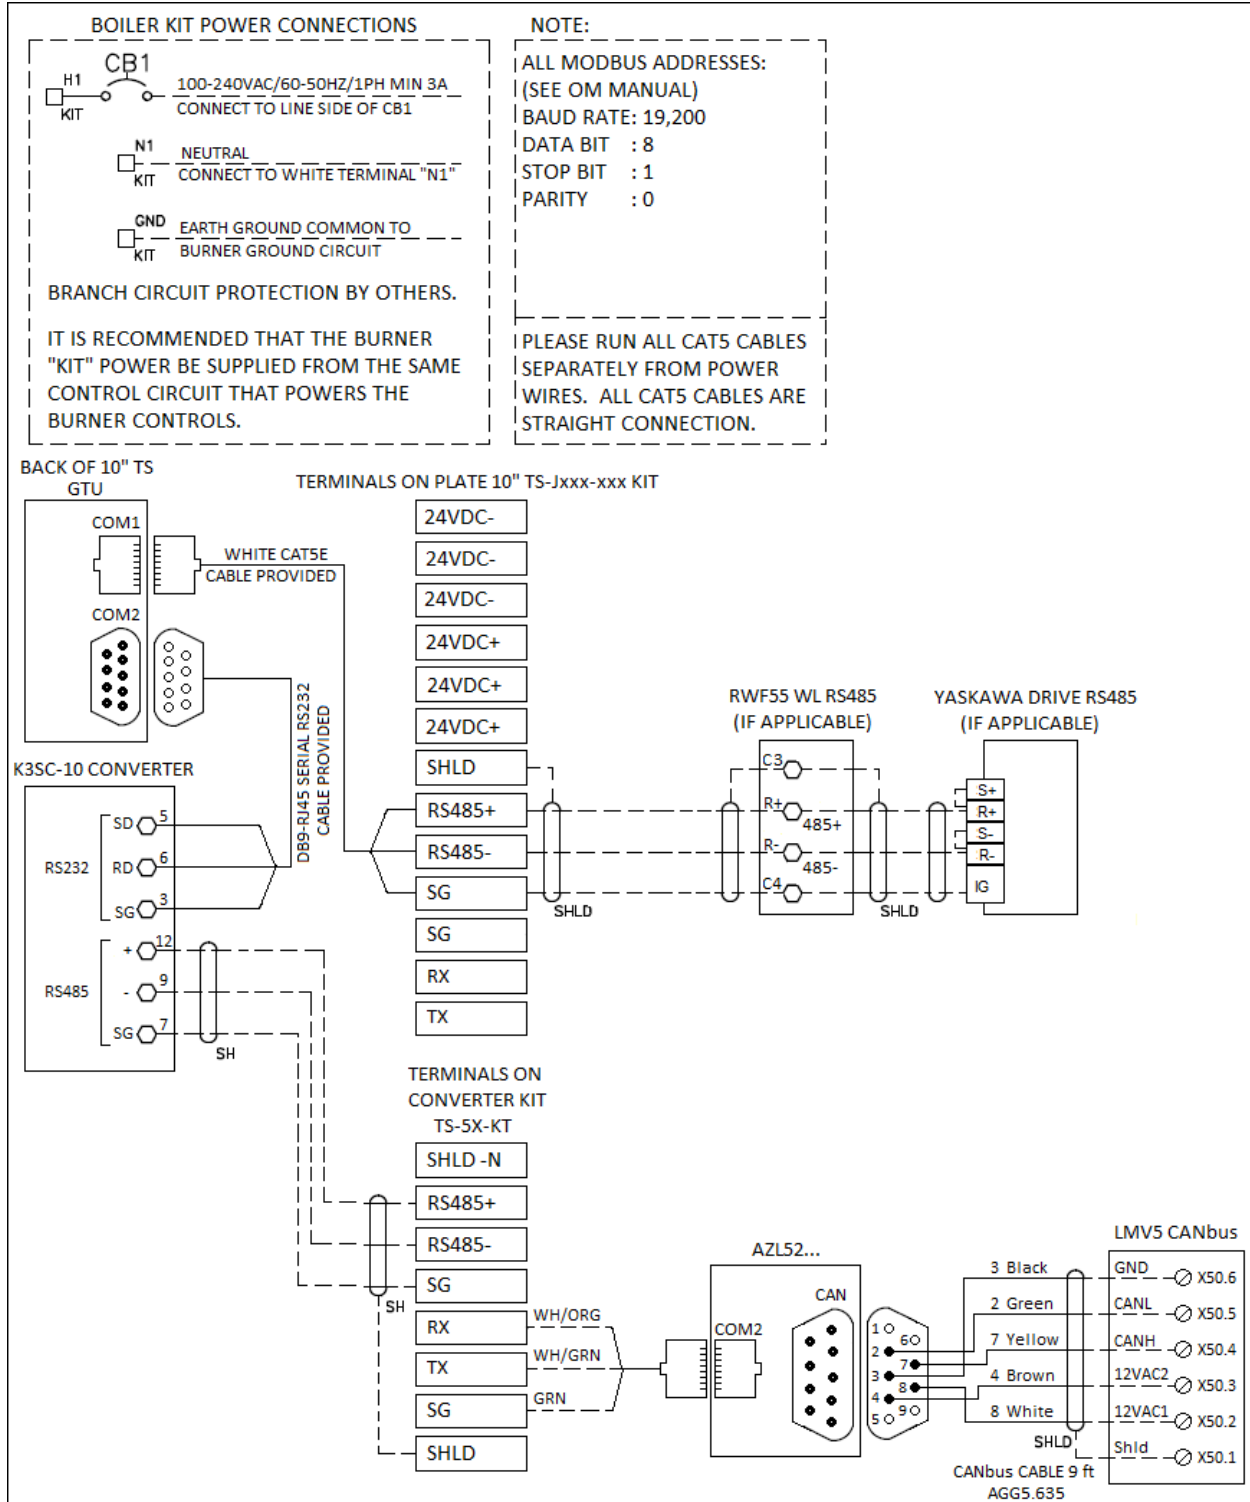 BOILER KIT POWER CONNECTIONS
CB1
H1
KIT
100-240VAC/60-50HZ/1PH MIN 3A
CONNECT TO LINE SIDE OF CB1
N1
KIT
NEUTRAL
CONNECT TO WHITE TERMINAL "N1"
GND
KIT
EARTH GROUND COMMON TO
BURNER GROUND CIRCUIT
BRANCH CIRCUIT PROTECTION BY OTHERS.
IT IS RECOMMENDED THAT THE BURNER
"KIT" POWER BE SUPPLIED FROM THE SAME
CONTROL CIRCUIT THAT POWERS THE
BURNER CONTROLS.
NOTE:
ALL MODBUS ADDRESSES:
(SEE OM MANUAL)
BAUD RATE: 19,200
DATA BIT : 8
STOP BIT : 1
PARITY : 0
PLEASE RUN ALL CAT5 CABLES
SEPARATELY FROM POWER
WIRES. ALL CAT5 CABLES ARE
STRAIGHT CONNECTION.
BACK OF 10" TS
GTU
COM1
WHITE CAT5E
CABLE PROVIDED
COM2
DB9-RJ45 SERIAL RS232
CABLE PROVIDED
K3SC-10 CONVERTER
RS232
SD
5
RD
6
SG
3
RS485
+
12
-
9
SG
7
SH
TERMINALS ON PLATE 10" TS-Jxxx-xxx KIT
24VDC-
24VDC-
24VDC-
24VDC+
24VDC+
24VDC+
SHLD
RS485+
RS485-
SG
SG
RX
TX
SHLD
RWF55 WL RS485
(IF APPLICABLE)
C3
R+
485+
R-
485-
C4
SHLD
YASKAWA DRIVE RS485
(IF APPLICABLE)
S+
R+
S-
R-
IG
TERMINALS ON
CONVERTER KIT
TS-5X-KT
SHLD -N
RS485+
RS485-
SG
RX
TX
SG
SHLD
SH
WH/ORG
WH/GRN
GRN
AZL52...
COM2
CAN
1
6
2
7
3
8
4
9
5
3 Black
2 Green
7 Yellow
4 Brown
8 White
SHLD
CANbus CABLE 9 ft
AGG5.635
LMV5 CANbus
GND
X50.6
CANL
X50.5
CANH
X50.4
12VAC2
X50.3
12VAC1
X50.2
Shld
X50.1